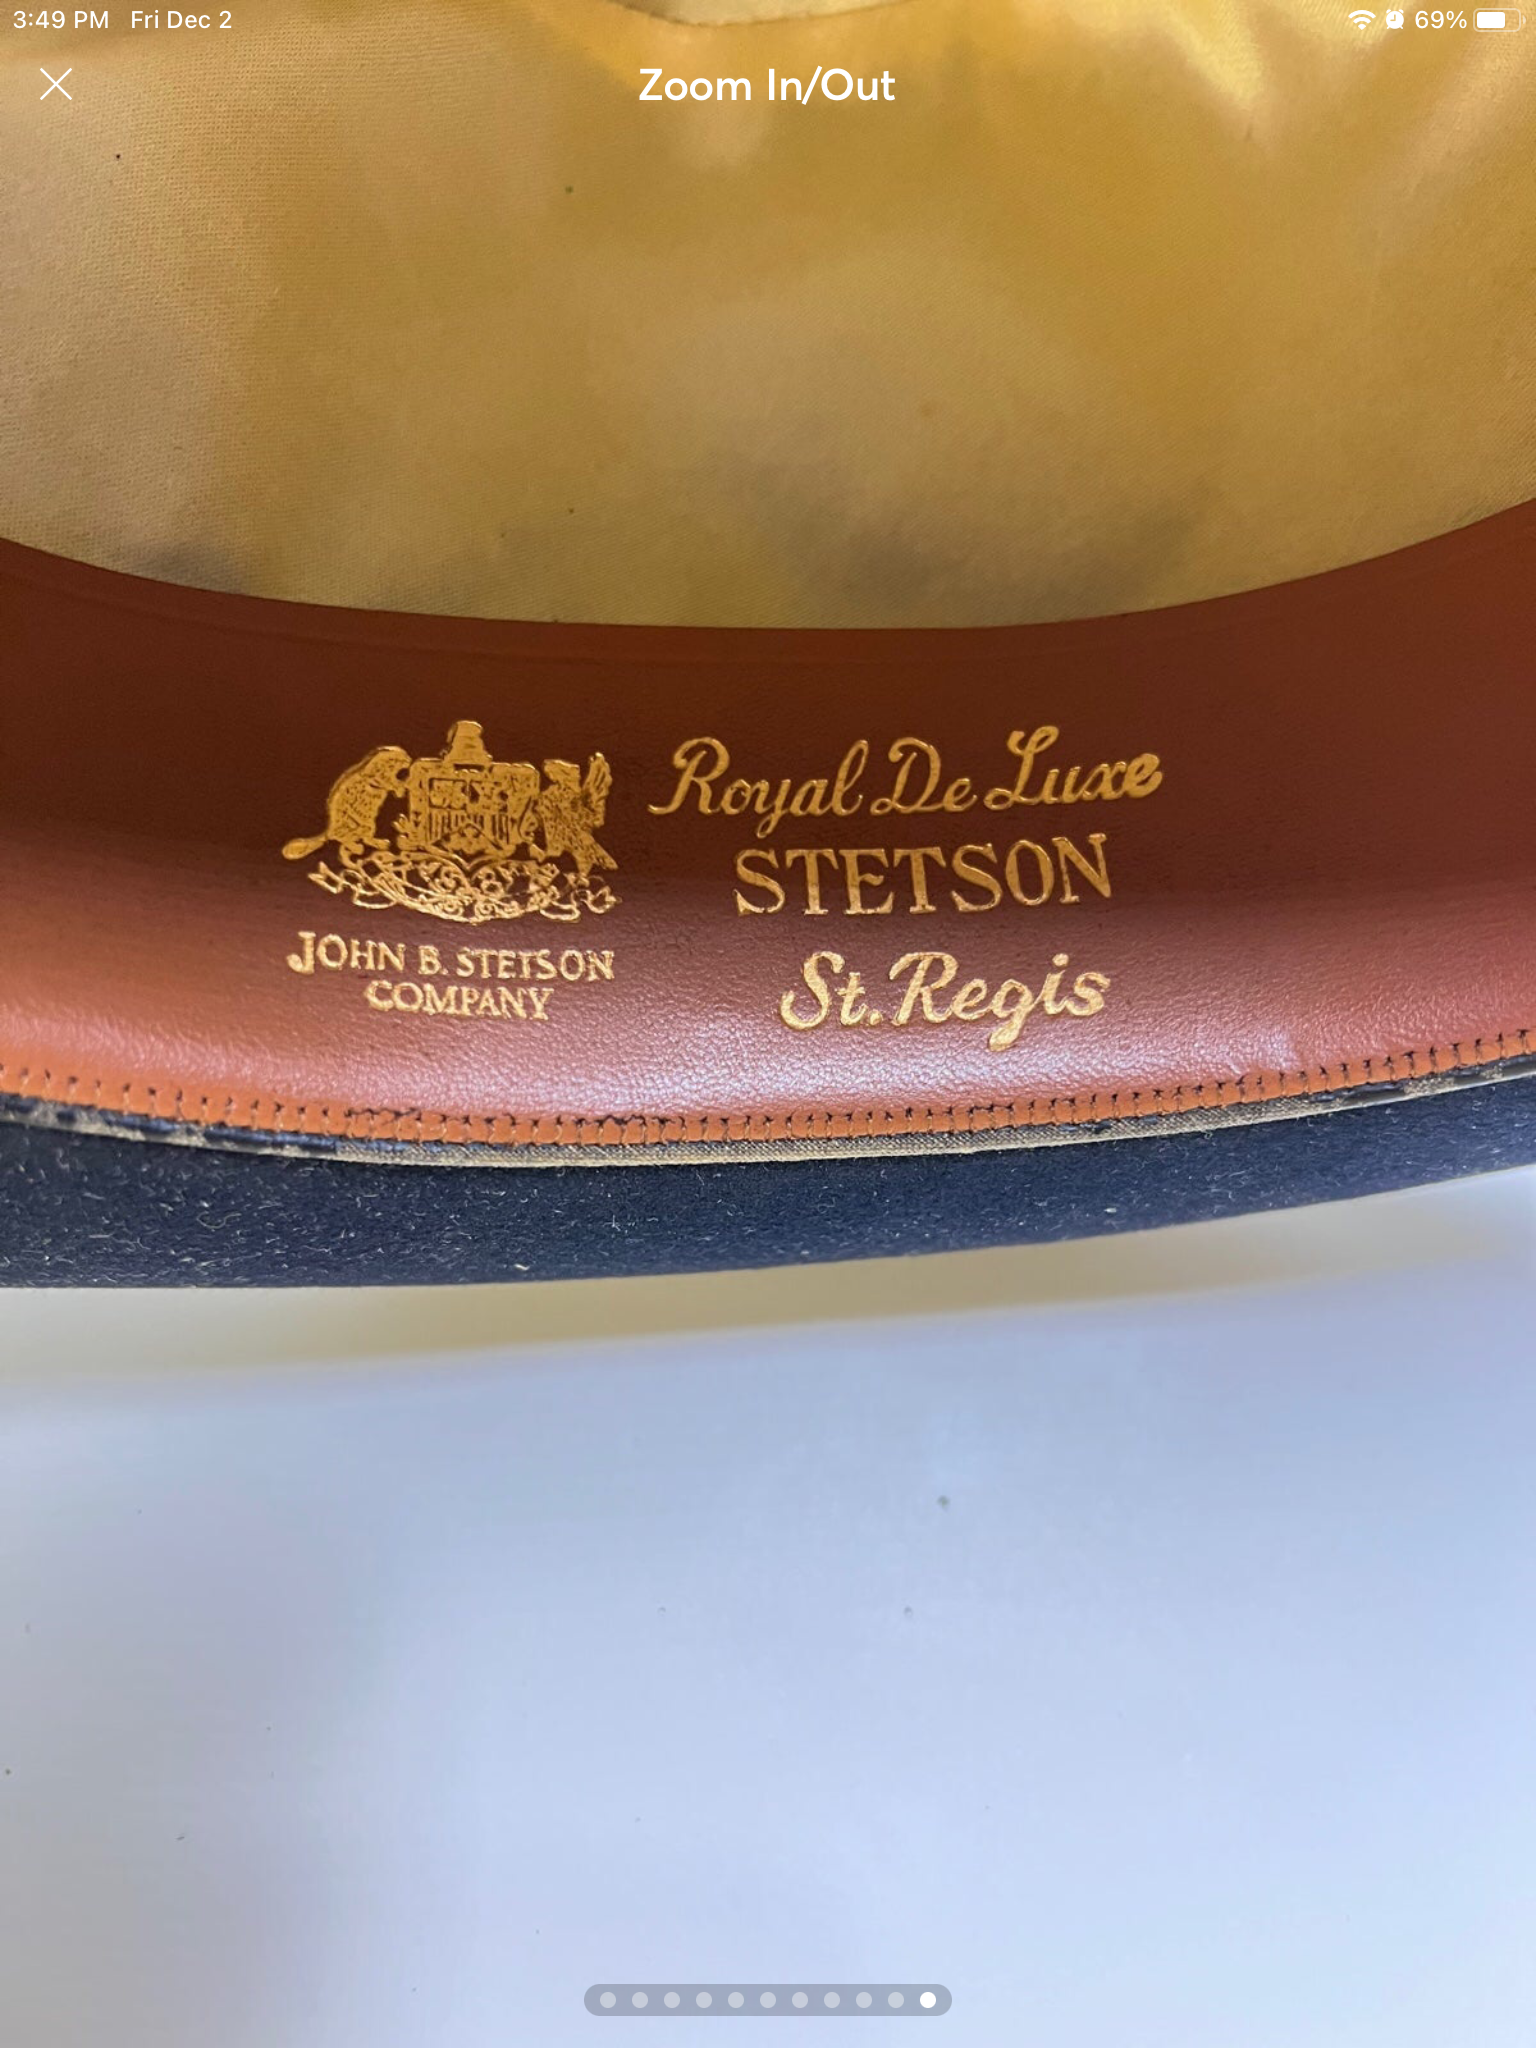 3:49 PM Fri Dec 2
69%
Zoom In/Out
Royal De Luxe
STETSON
St. Regis
JOHN B. STETSON
COMPANY